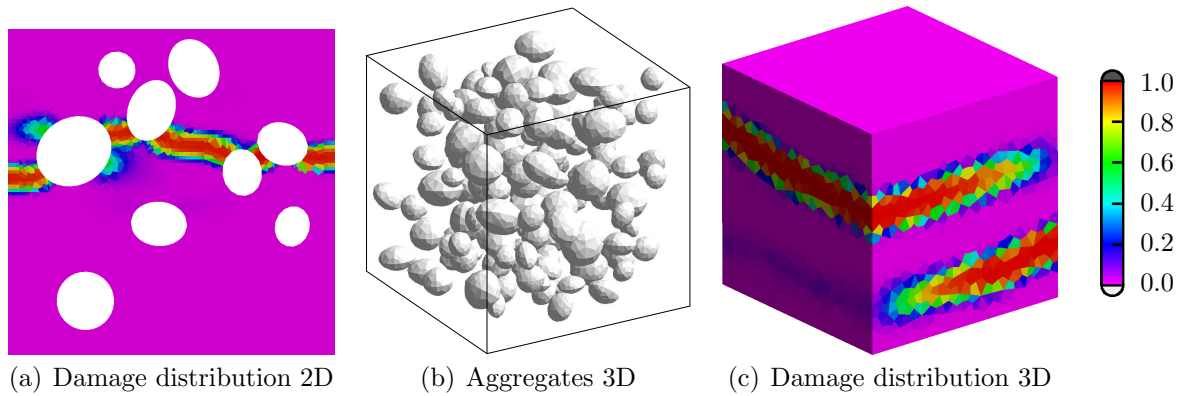 1.0
0.8
0.6
0.4
0.2
0.0
(a) Damage distribution 2D
(b) Aggregates 3D
(c) Damage distribution 3D